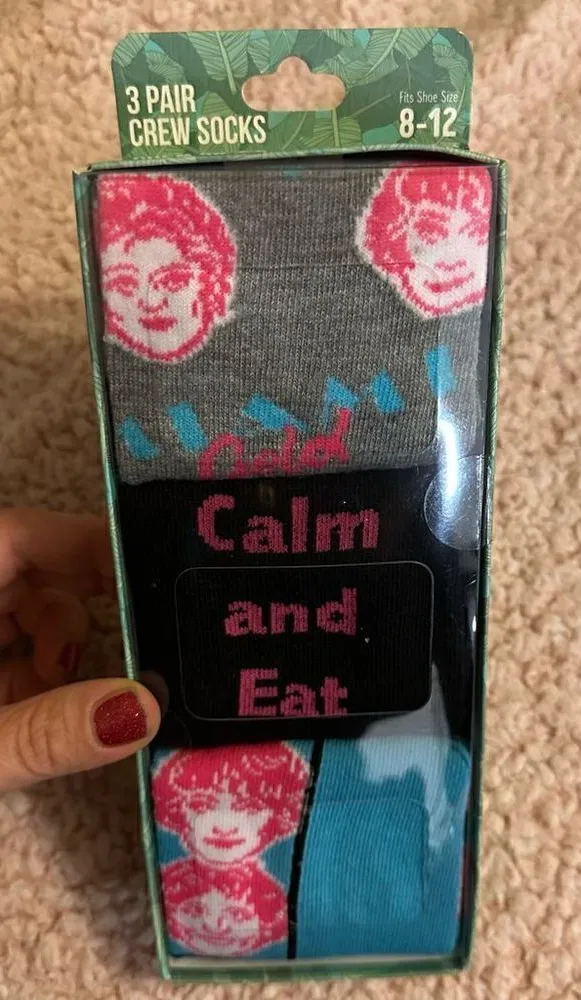 3 PAIR
CREW SOCKS
Fits Shoe Size
8-12
Calm
and
Eat